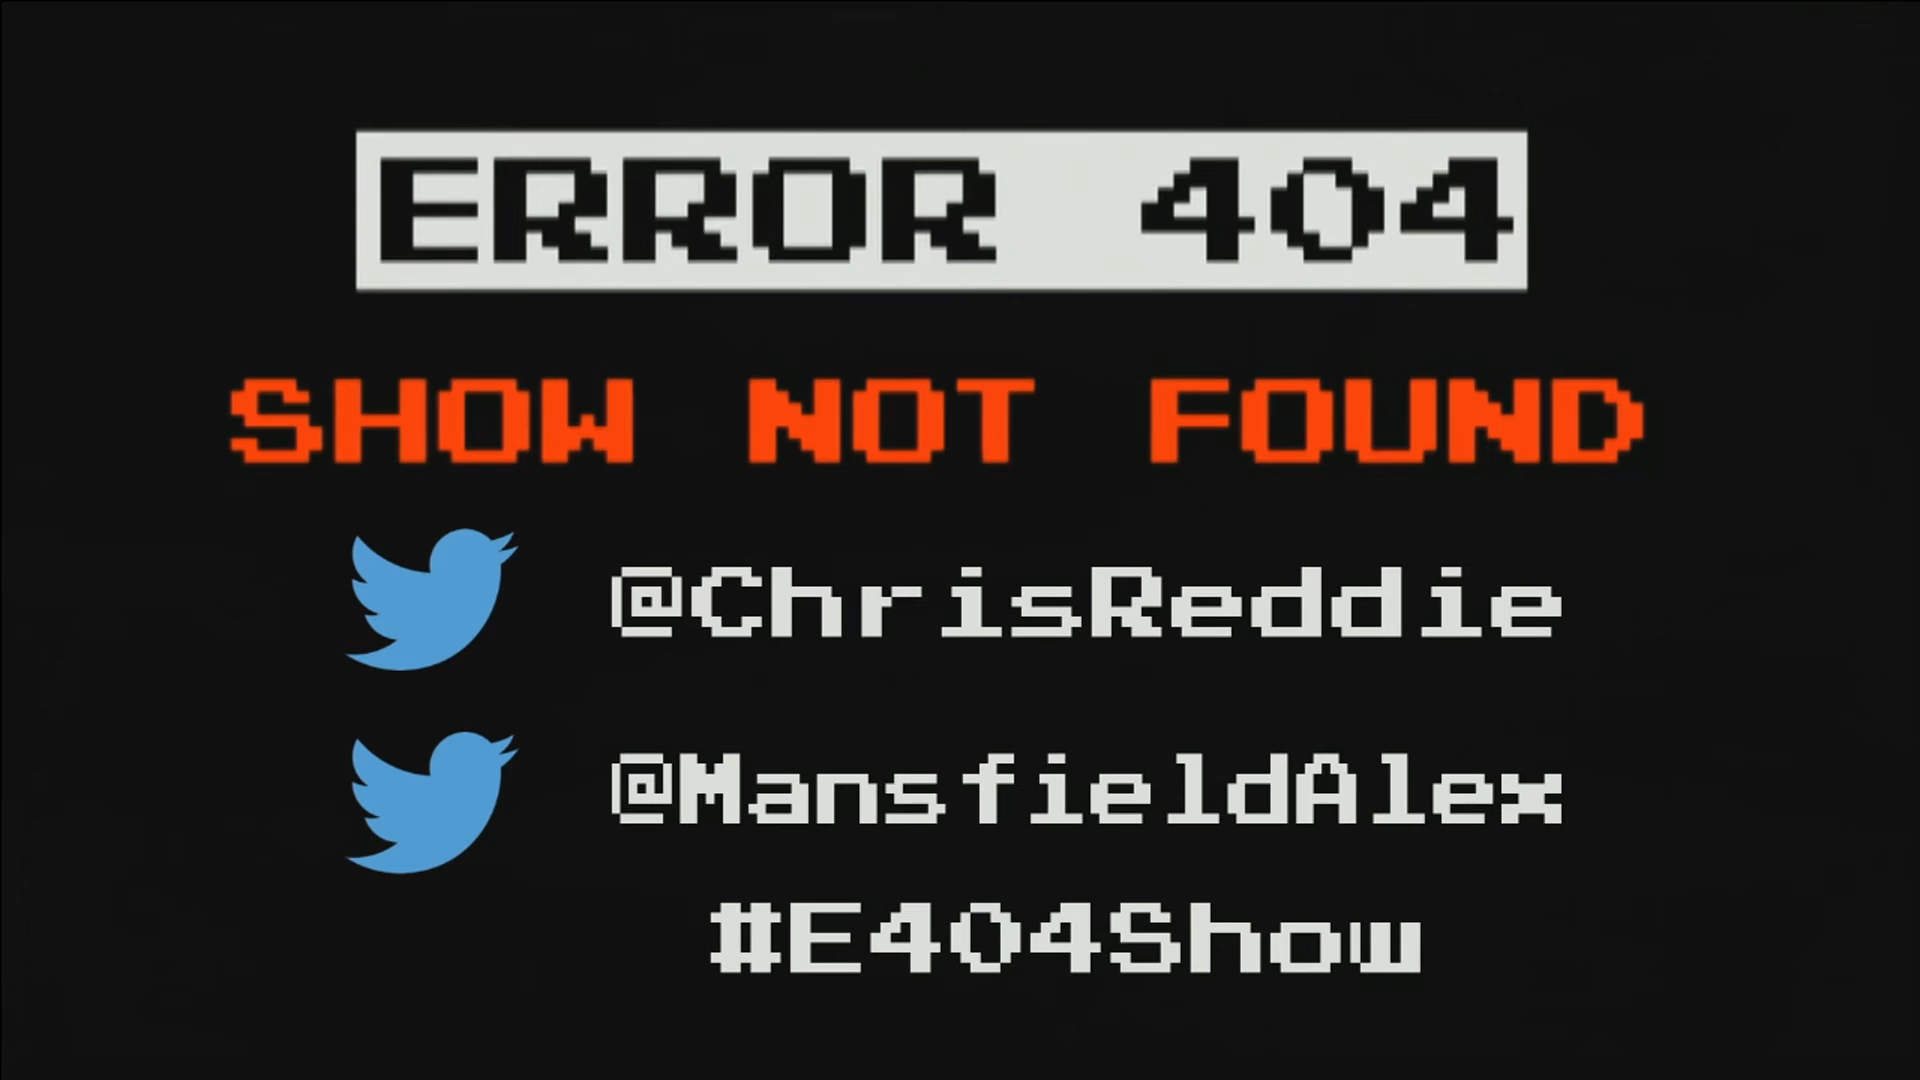 ERROR 404
SHOW NOT FOUND
@ChrisReddie
@MansfieldAlex
#E404Show